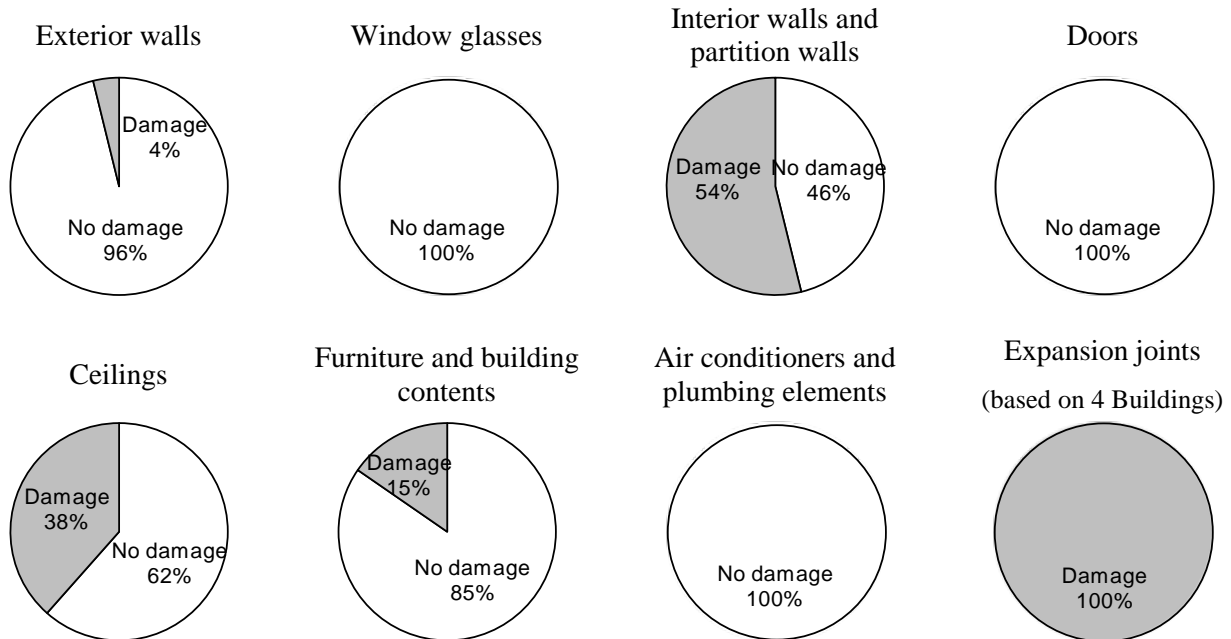 Exterior walls
Damage
4%
No damage
96%
Window glasses
No damage
100%
Interior walls and
partition walls
Damage
54%
No damage
46%
Doors
No damage
100%
Ceilings
Damage
38%
No damage
62%
Furniture and building
contents
Damage
15%
No damage
85%
Air conditioners and
plumbing elements
No damage
100%
Expansion joints
(based on 4 Buildings)
Damage
100%